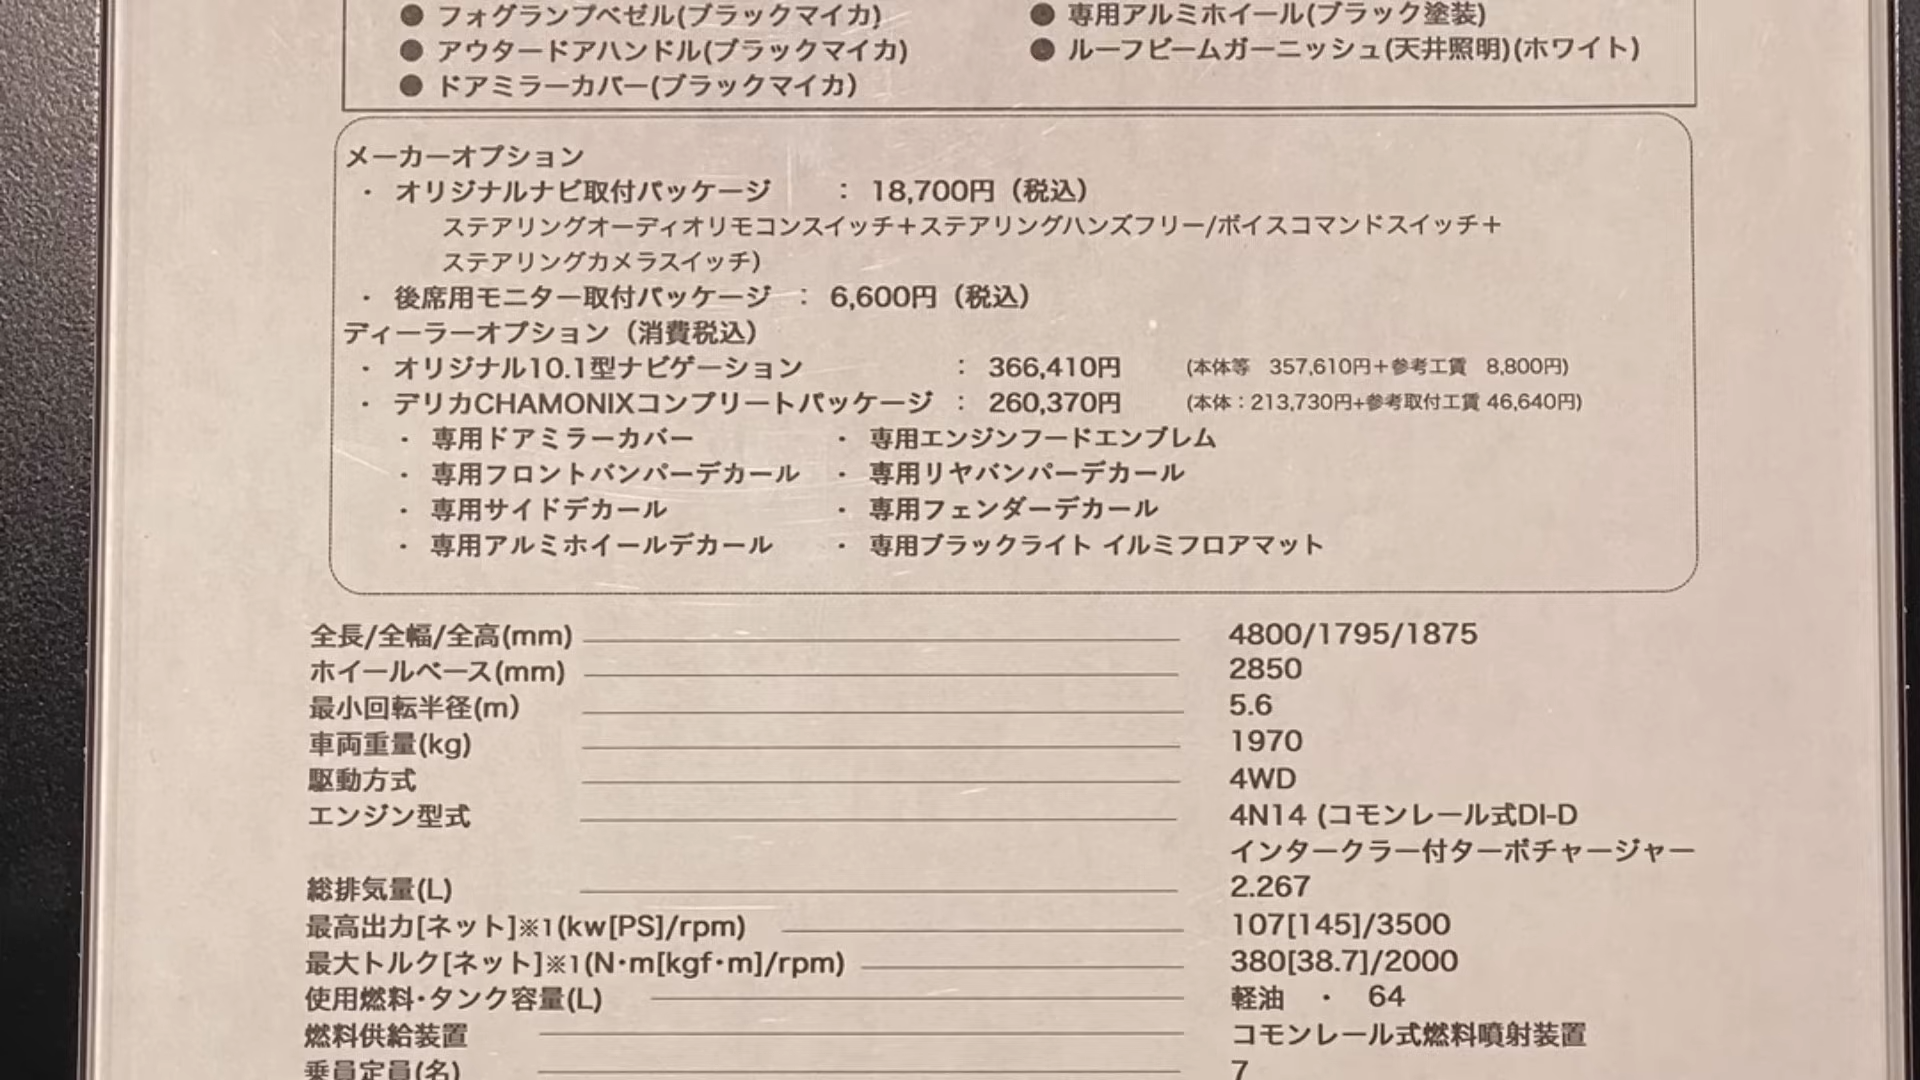 ● フォグランプベゼル(ブラックマイカ) ● 専用アルミホイール(ブラック塗装)
● アウタードアハンドル(ブラックマイカ) ● ルーフビームガーニッシュ(天井照明)(ホワイト)
● ドアミラーカバー(ブラックマイカ)
メーカーオプション
・ オリジナルナビ取付パッケージ : 18,700円（税込）
ステアリングオーディオリモコンスイッチ＋ステアリングハンズフリー/ボイスコマンドスイッチ＋
ステアリングカメラスイッチ）
・ 後席用モニター取付パッケージ : 6,600円（税込）
ディーラーオプション（消費税込）
・ オリジナル10.1型ナビゲーション : 366,410円 (本体等 357,610円＋参考工賃 8,800円)
・ デリカCHAMONIXコンプリートパッケージ : 260,370円 (本体：213,730円+参考取付工賃 46,640円)
・ 専用ドアミラーカバー ・ 専用エンジンフードエンブレム
・ 専用フロントバンパーデカール ・ 専用リヤバンパーデカール
・ 専用サイドデカール ・ 専用フェンダーデカール
・ 専用アルミホイールデカール ・ 専用ブラックライト イルミフロアマット
全長/全幅/全高(mm) 4800/1795/1875
ホイールベース(mm) 2850
最小回転半径(m） 5.6
車両重量(kg) 1970
駆動方式 4WD
エンジン型式 4N14 (コモンレール式DI-D
インタークラー付ターボチャージャー
総排気量(L) 2.267
最高出力[ネット]※1(kw[PS]/rpm) 107[145]/3500
最大トルク[ネット]※1(N･m[kgf･m]/rpm) 380[38.7]/2000
使用燃料･タンク容量(L) 軽油 ・ 64
燃料供給装置 コモンレール式燃料噴射装置
乗員定員(名) 7